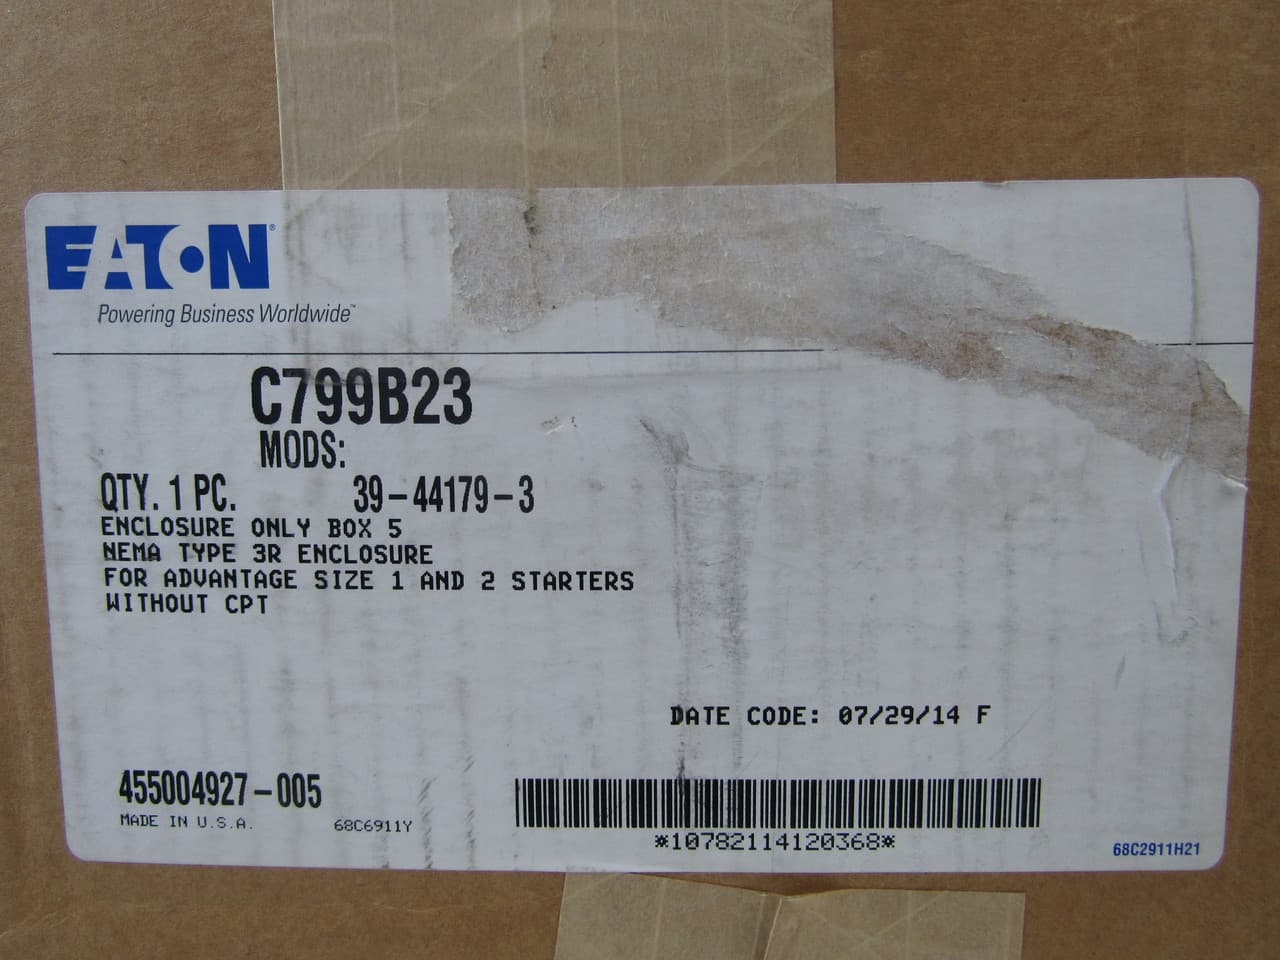 EATON®
Powering Business Worldwide™
C799B23
MODS:
QTY. 1 PC. 39-44179-3
ENCLOSURE ONLY BOX 5
NEMA TYPE 3R ENCLOSURE
FOR ADVANTAGE SIZE 1 AND 2 STARTERS
WITHOUT CPT
DATE CODE: 07/29/14 F
455004927-005
MADE IN U.S.A. 68C6911Y
*10782114120368*
68C2911H21